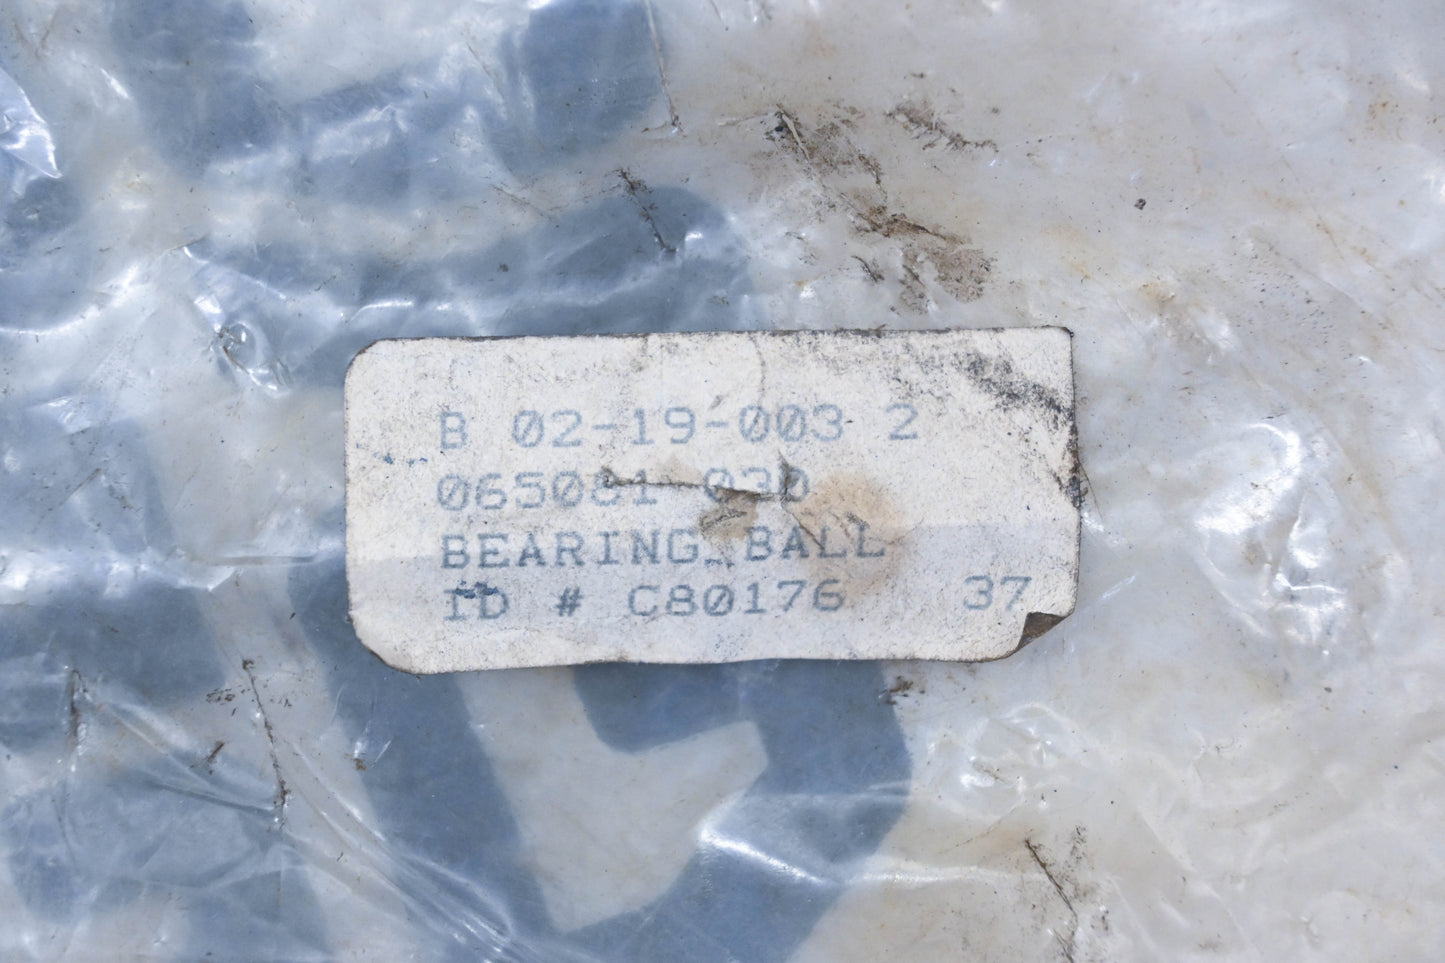 B 02-19-003 2
065081 03D
BEARING, BALL
ID # C80176 37